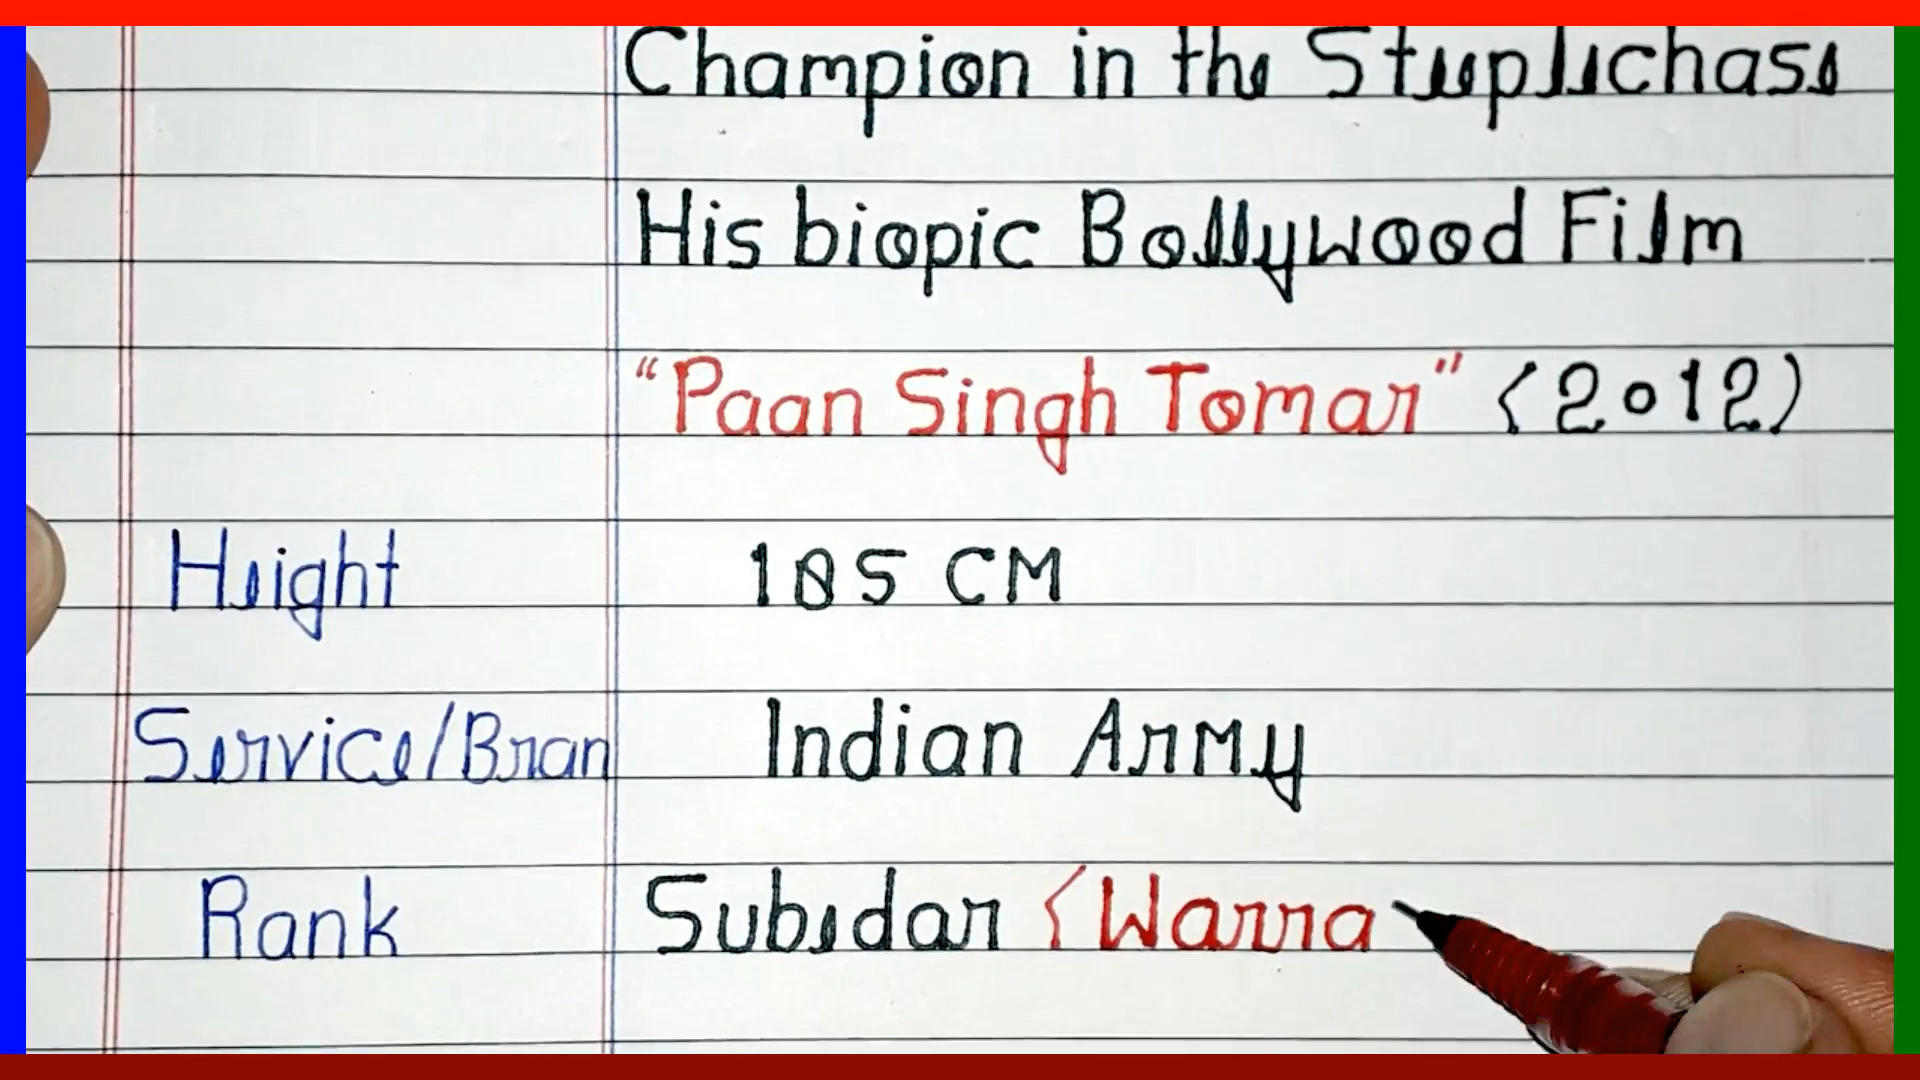 Champion in the Steeplechase
His biopic Bollywood Film
“Paan Singh Tomar” (2012)
Height 185 CM
Service/Bran Indian Army
Rank Subedar (Warra